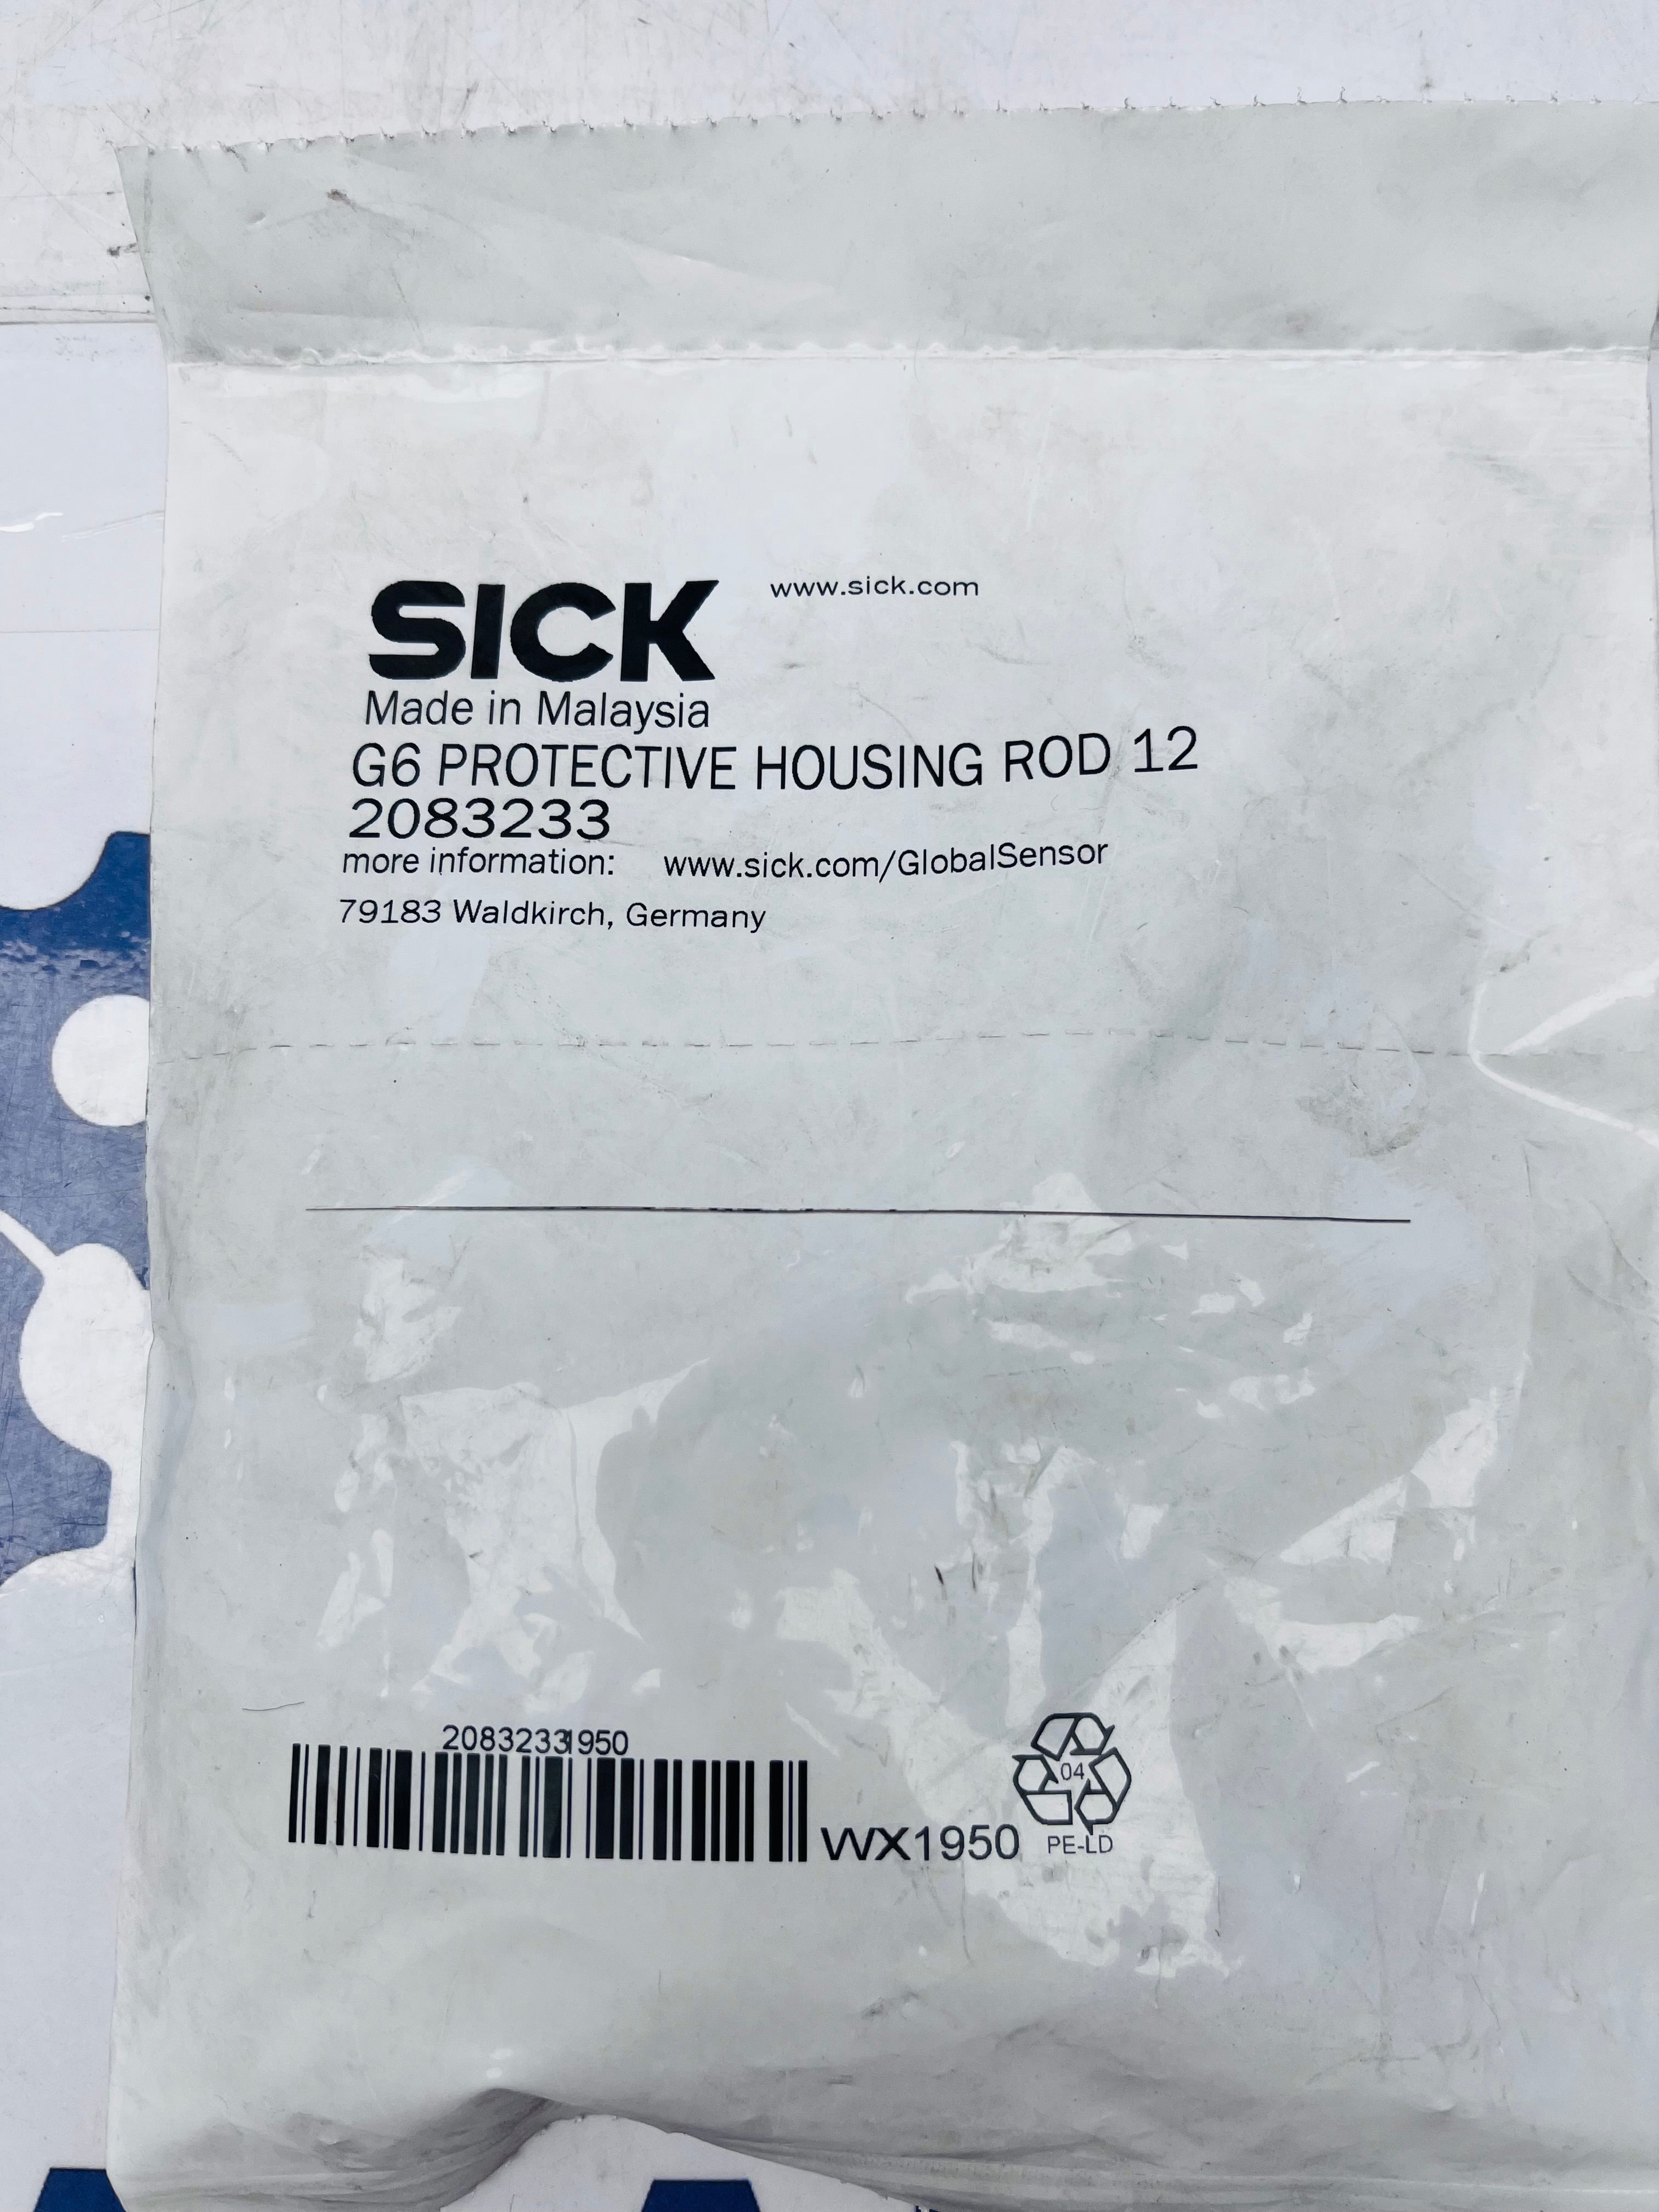 SICK www.sick.com
Made in Malaysia
G6 PROTECTIVE HOUSING ROD 12
2083233
more information: www.sick.com/GlobalSensor
79183 Waldkirch, Germany
20832331950
WX1950
04
PE-LD